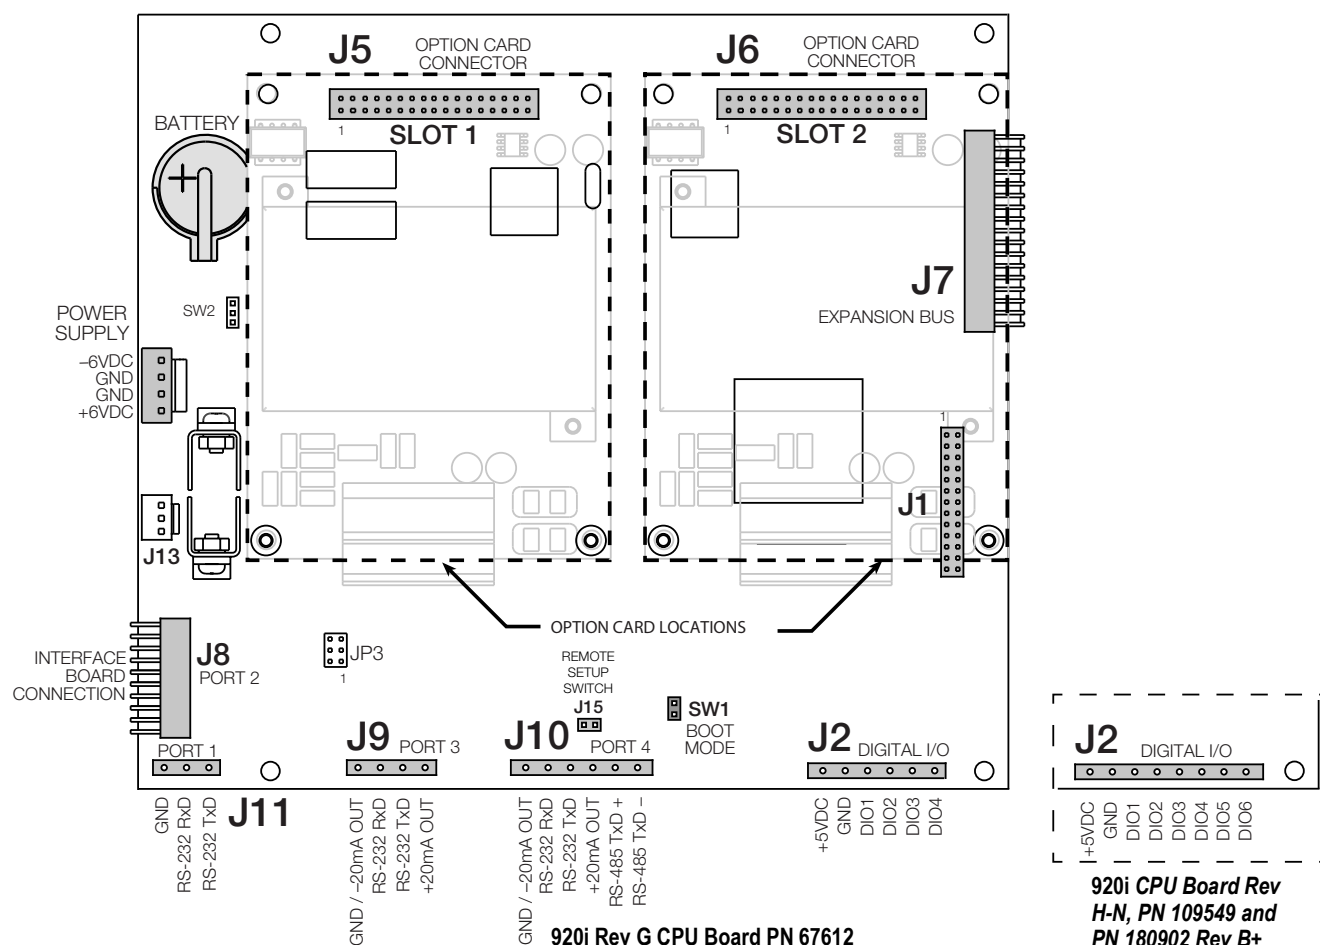 J5
OPTION CARD
CONNECTOR
J6
OPTION CARD
CONNECTOR
BATTERY
1
SLOT 1
1
SLOT 2
J7
EXPANSION BUS
SW2
POWER
SUPPLY
–6VDC
GND
GND
+6VDC
1
J1
J13
OPTION CARD LOCATIONS
INTERFACE
BOARD
CONNECTION
J8
PORT 2
JP3
1
REMOTE
SETUP
SWITCH
J15
SW1
BOOT
MODE
PORT 1
J11
J9 PORT 3
J10 PORT 4
J2 DIGITAL I/O
J2 DIGITAL I/O
GND
RS-232 RxD
RS-232 TxD
GND / –20mA OUT
RS-232 RxD
RS-232 TxD
+20mA OUT
GND / –20mA OUT
RS-232 RxD
RS-232 TxD
+20mA OUT
RS-485 TxD +
RS-485 TxD –
+5VDC
GND
DIO1
DIO2
DIO3
DIO4
+5VDC
GND
DIO1
DIO2
DIO3
DIO4
DIO5
DIO6
920i Rev G CPU Board PN 67612
920i CPU Board Rev
H-N, PN 109549 and
PN 180902 Rev B+